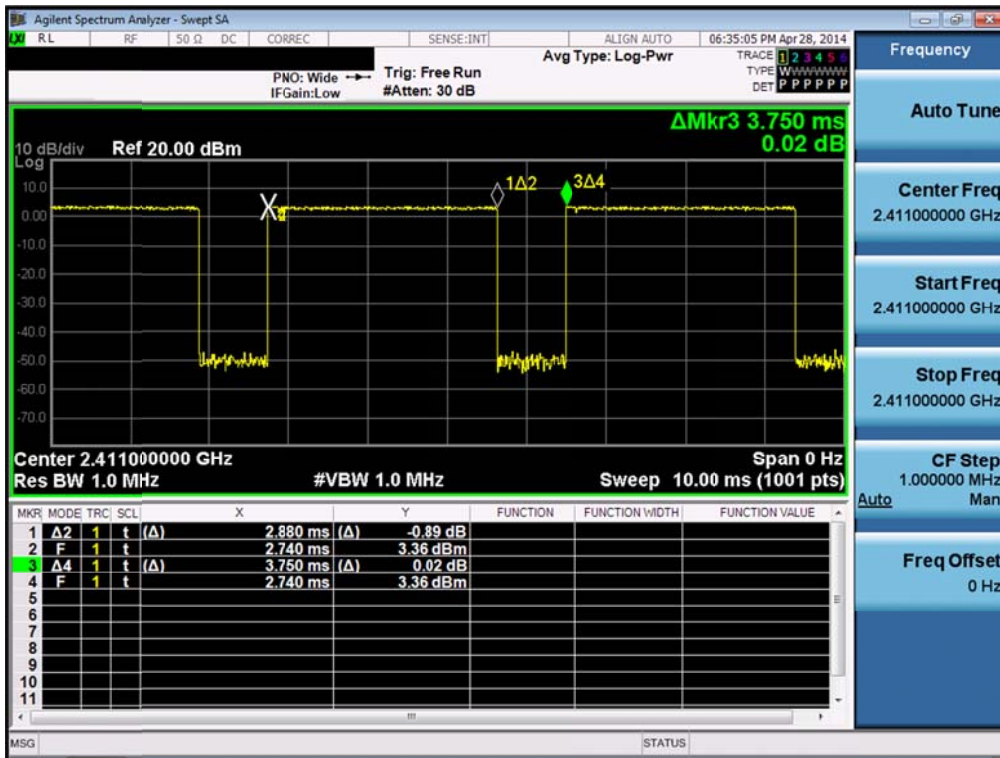 Agilent Spectrum Analyzer - Swept SA
LXI RL RF 50 Ω DC CORREC SENSE:INT ALIGN AUTO 06:35:05 PM Apr 28, 2014
PNO: Wide
IFGain:Low
Trig: Free Run
#Atten: 30 dB
Avg Type: Log-Pwr
TRACE 1 2 3 4 5 6
TYPE WWWWWW
DET P P P P P P
ΔMkr3 3.750 ms
0.02 dB
10 dB/div Ref 20.00 dBm
Log
10.0
0.00
-10.0
-20.0
-30.0
-40.0
-50.0
-60.0
-70.0
X
1Δ2
3Δ4
Center 2.411000000 GHz Span 0 Hz
Res BW 1.0 MHz #VBW 1.0 MHz Sweep 10.00 ms (1001 pts)
MKR MODE TRC SCL X Y FUNCTION FUNCTION WIDTH FUNCTION VALUE
1 Δ2 1 t (Δ) 2.880 ms (Δ) -0.89 dB
2 F 1 t 2.740 ms 3.36 dBm
3 Δ4 1 t (Δ) 3.750 ms (Δ) 0.02 dB
4 F 1 t 2.740 ms 3.36 dBm
5
6
7
8
9
10
11
MSG STATUS
Frequency
Auto Tune
Center Freq
2.411000000 GHz
Start Freq
2.411000000 GHz
Stop Freq
2.411000000 GHz
CF Step
1.000000 MHz
Auto Man
Freq Offset
0 Hz